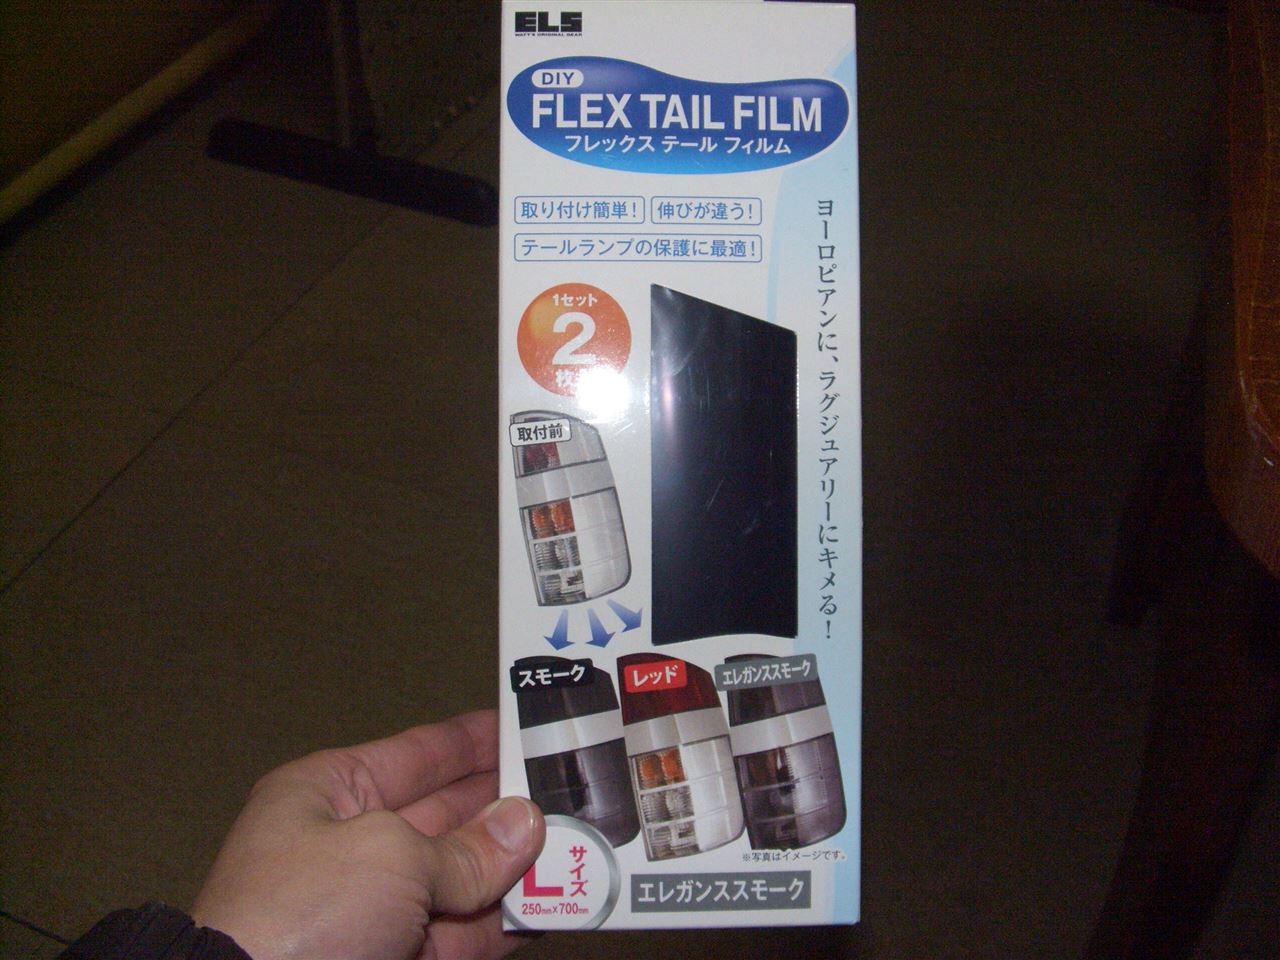 ELS
WATT'S ORIGINAL GEAR
DIY
FLEX TAIL FILM
フレックス テール フィルム
取り付け簡単!
伸びが違う!
テールランプの保護に最適!
ヨーロピアンに、ラグジュアリーにキメる!
1セット
2
枚
取付前
スモーク
レッド
エレガンススモーク
※写真はイメージです。
L
サイズ
250mm×700mm
エレガンススモーク